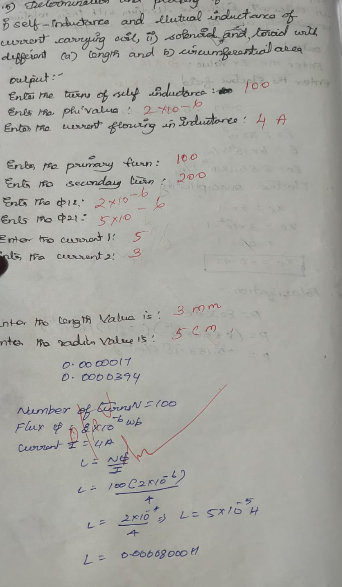 5) Determination and plotting of
self-Inductance and Mutual inductance of
current carrying coil, i) solenoid and toroid with
different (a) length and b) circumferential area
output:-
Enter the turns of self inductance: 100
Enter the phi value: 2×10-6
Enter the current flowing in Inductance: 4 A
Enter the primary turn: 100
Enter the secondary turn: 200
Enter the Φ12: 2×10-6
Enter the Φ21: 5×10-6
Enter the current 1: 5
Enter the current 2: 3
Enter the length value is: 3 mm
Enter the radius value is: 5 cm
0.0000017
0.0000394
Number of turns N = 100
Flux Φ = 2×10-6 wb
Current I = 4A
L = NΦ/I
L = 100(2×10-6)/4
L = 2×10-4/4 ⇒ L = 5×10-5 H
L = 0.00008000 H